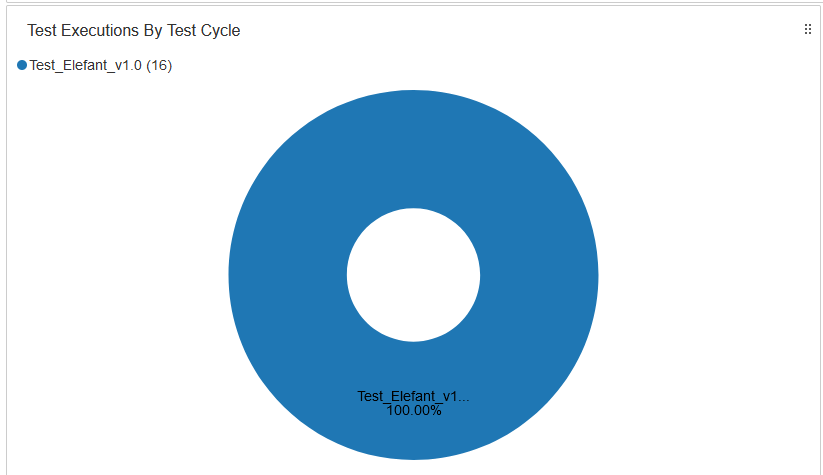 Test Executions By Test Cycle
Test_Elefant_v1.0 (16)
Test_Elefant_v1...
100.00%